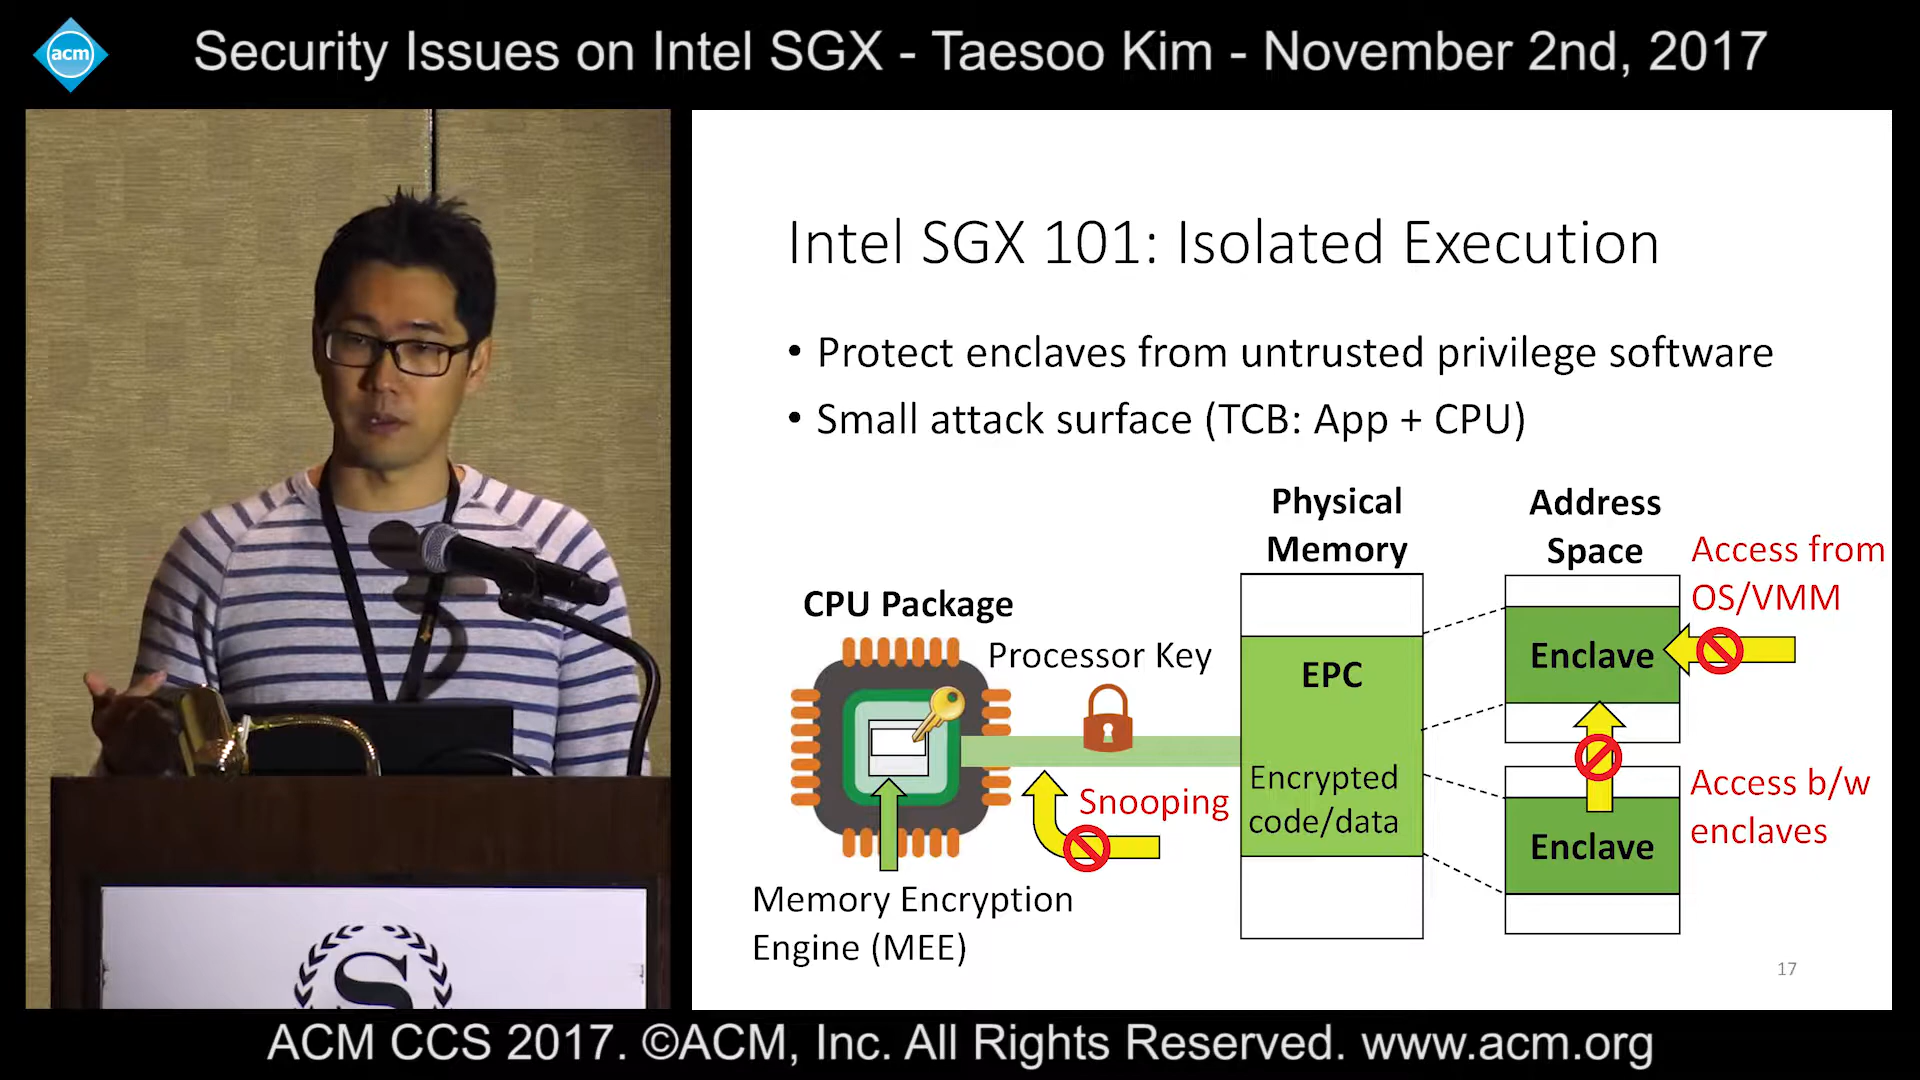 acm
Security Issues on Intel SGX - Taesoo Kim - November 2nd, 2017
Intel SGX 101: Isolated Execution
• Protect enclaves from untrusted privilege software
• Small attack surface (TCB: App + CPU)
Physical
Memory
Address
Space
Access from
OS/VMM
CPU Package
Processor Key
EPC
Enclave
Encrypted
code/data
Snooping
Access b/w
enclaves
Enclave
Memory Encryption
Engine (MEE)
17
S
ACM CCS 2017. ©ACM, Inc. All Rights Reserved. www.acm.org